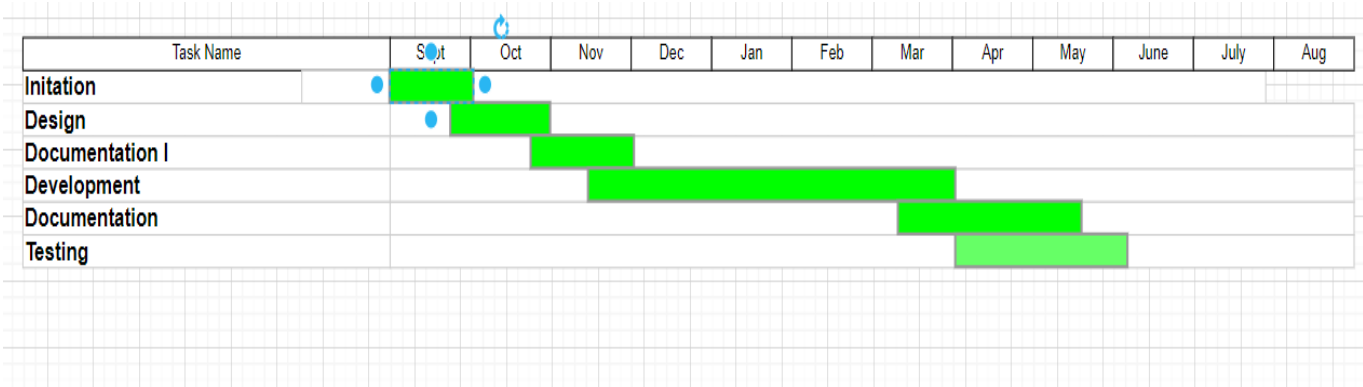 Task Name Sept Oct Nov Dec Jan Feb Mar Apr May June July Aug
Initation
Design
Documentation I
Development
Documentation
Testing